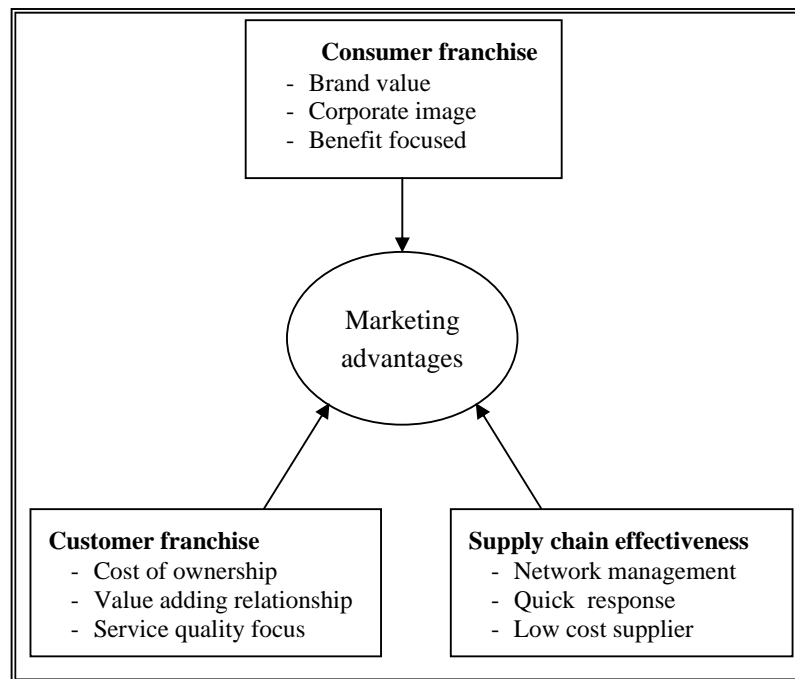 Consumer franchise
- Brand value
- Corporate image
- Benefit focused
Marketing
advantages
Customer franchise
- Cost of ownership
- Value adding relationship
- Service quality focus
Supply chain effectiveness
- Network management
- Quick response
- Low cost supplier